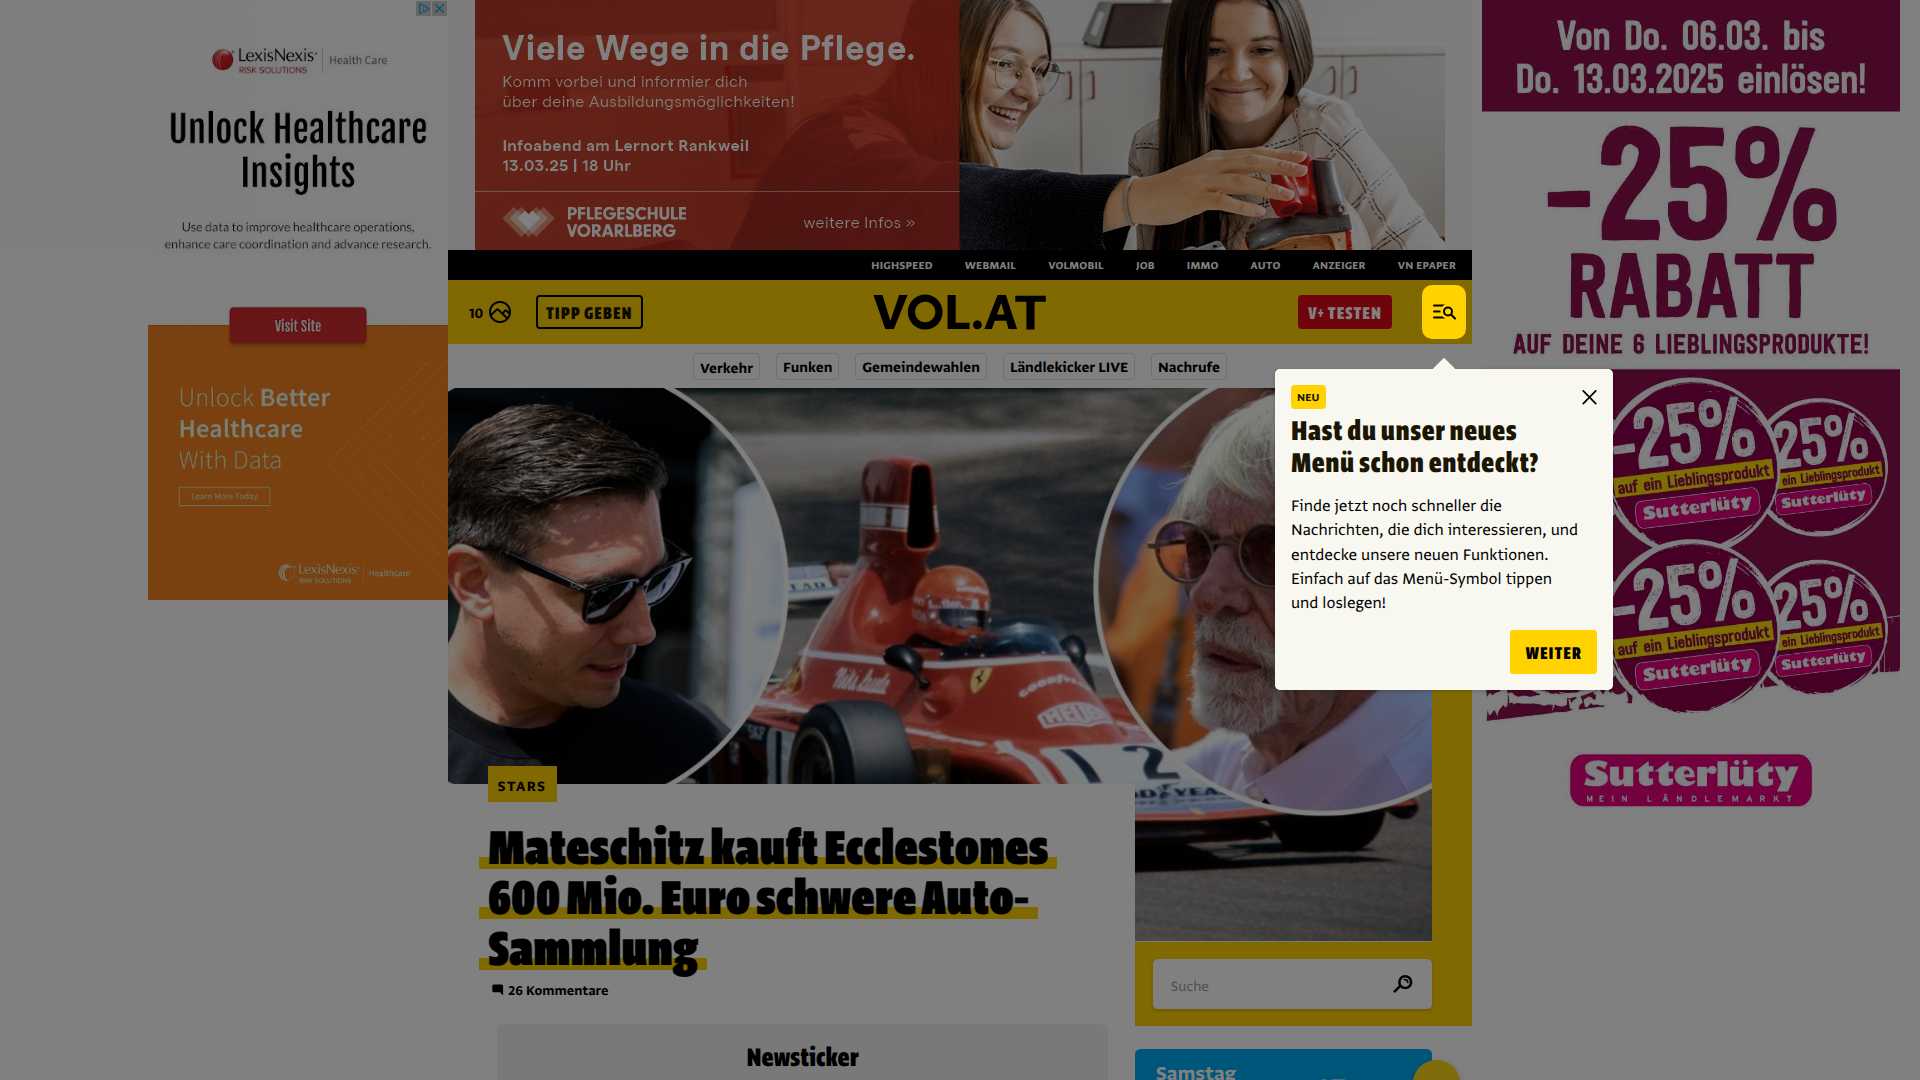 LexisNexis
RISK SOLUTIONS
Health Care
Unlock Healthcare
Insights
Use data to improve healthcare operations,
enhance care coordination and advance research.
Visit Site
Unlock Better
Healthcare
With Data
Learn More Today
LexisNexis
RISK SOLUTIONS
Healthcare
Viele Wege in die Pflege.
Komm vorbei und informier dich
über deine Ausbildungsmöglichkeiten!
Infoabend am Lernort Rankweil
13.03.25 | 18 Uhr
PFLEGESCHULE
VORARLBERG
weitere Infos »
Von Do. 06.03. bis
Do. 13.03.2025 einlösen!
-25%
RABATT
AUF DEINE 6 LIEBLINGSPRODUKTE!
-25%
auf ein Lieblingsprodukt
Sutterlüty
25%
ein Lieblingsprodukt
Sutterlüty
-25%
auf ein Lieblingsprodukt
Sutterlüty
25%
ein Lieblingsprodukt
Sutterlüty
Sutterlüty
MEIN LÄNDLEMARKT
HIGHSPEED WEBMAIL VOLMOBIL JOB IMMO AUTO ANZEIGER VN EPAPER
10
TIPP GEBEN
VOL.AT
V+ TESTEN
Verkehr Funken Gemeindewahlen Ländlekicker LIVE Nachrufe
NEU
Hast du unser neues
Menü schon entdeckt?
Finde jetzt noch schneller die
Nachrichten, die dich interessieren, und
entdecke unsere neuen Funktionen.
Einfach auf das Menü-Symbol tippen
und loslegen!
WEITER
Niki Lauda
12
STARS
Mateschitz kauft Ecclestones
600 Mio. Euro schwere Auto-
Sammlung
26 Kommentare
Newsticker
Suche
Samstag